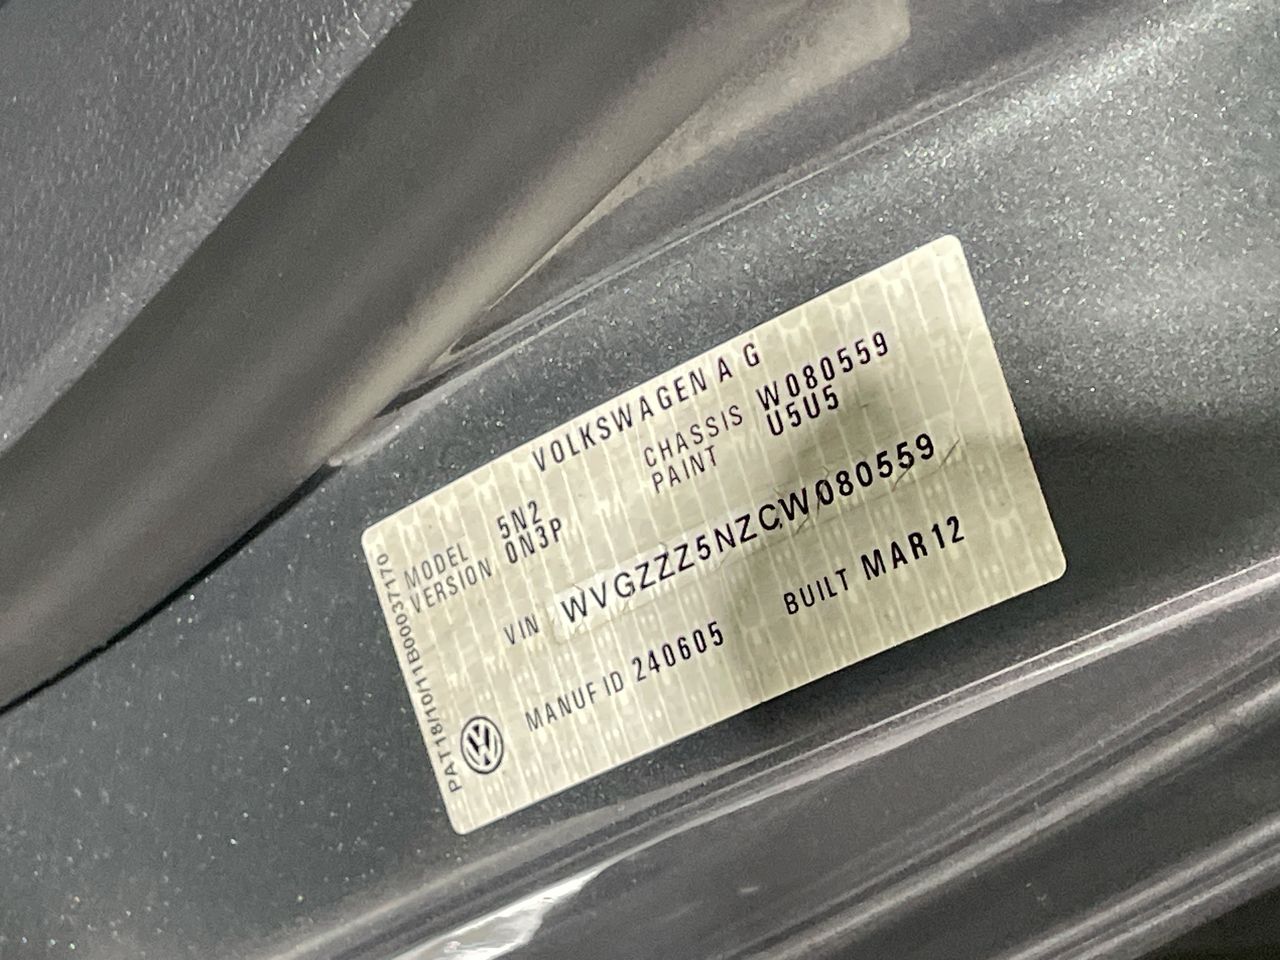 VOLKSWAGEN A G
MODEL 5N2 CHASSIS W080559
VERSION 0N3P PAINT U5U5
VIN WVGZZZ5NZCW080559
MANUF ID 240605 BUILT MAR12
PAT18/10/11B00037170